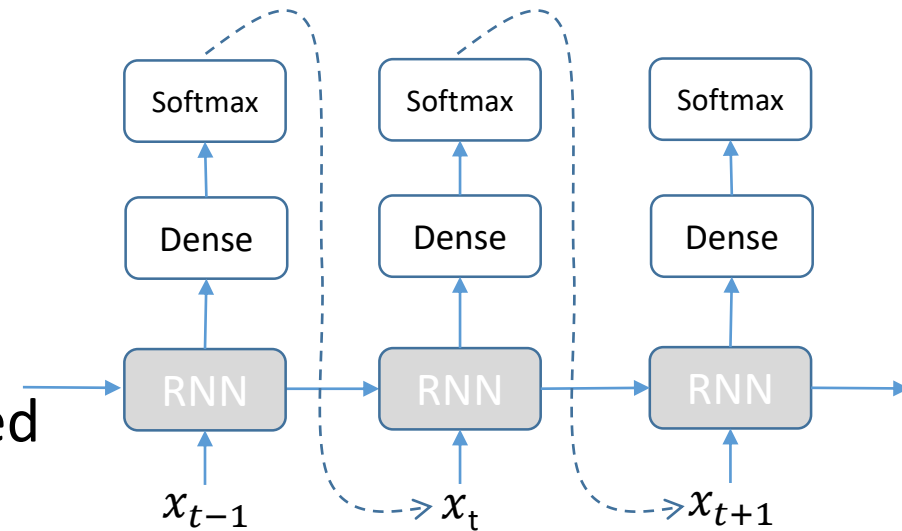 Softmax Softmax Softmax
Dense Dense Dense
RNN RNN RNN
ed
x_{t-1} x_t x_{t+1}